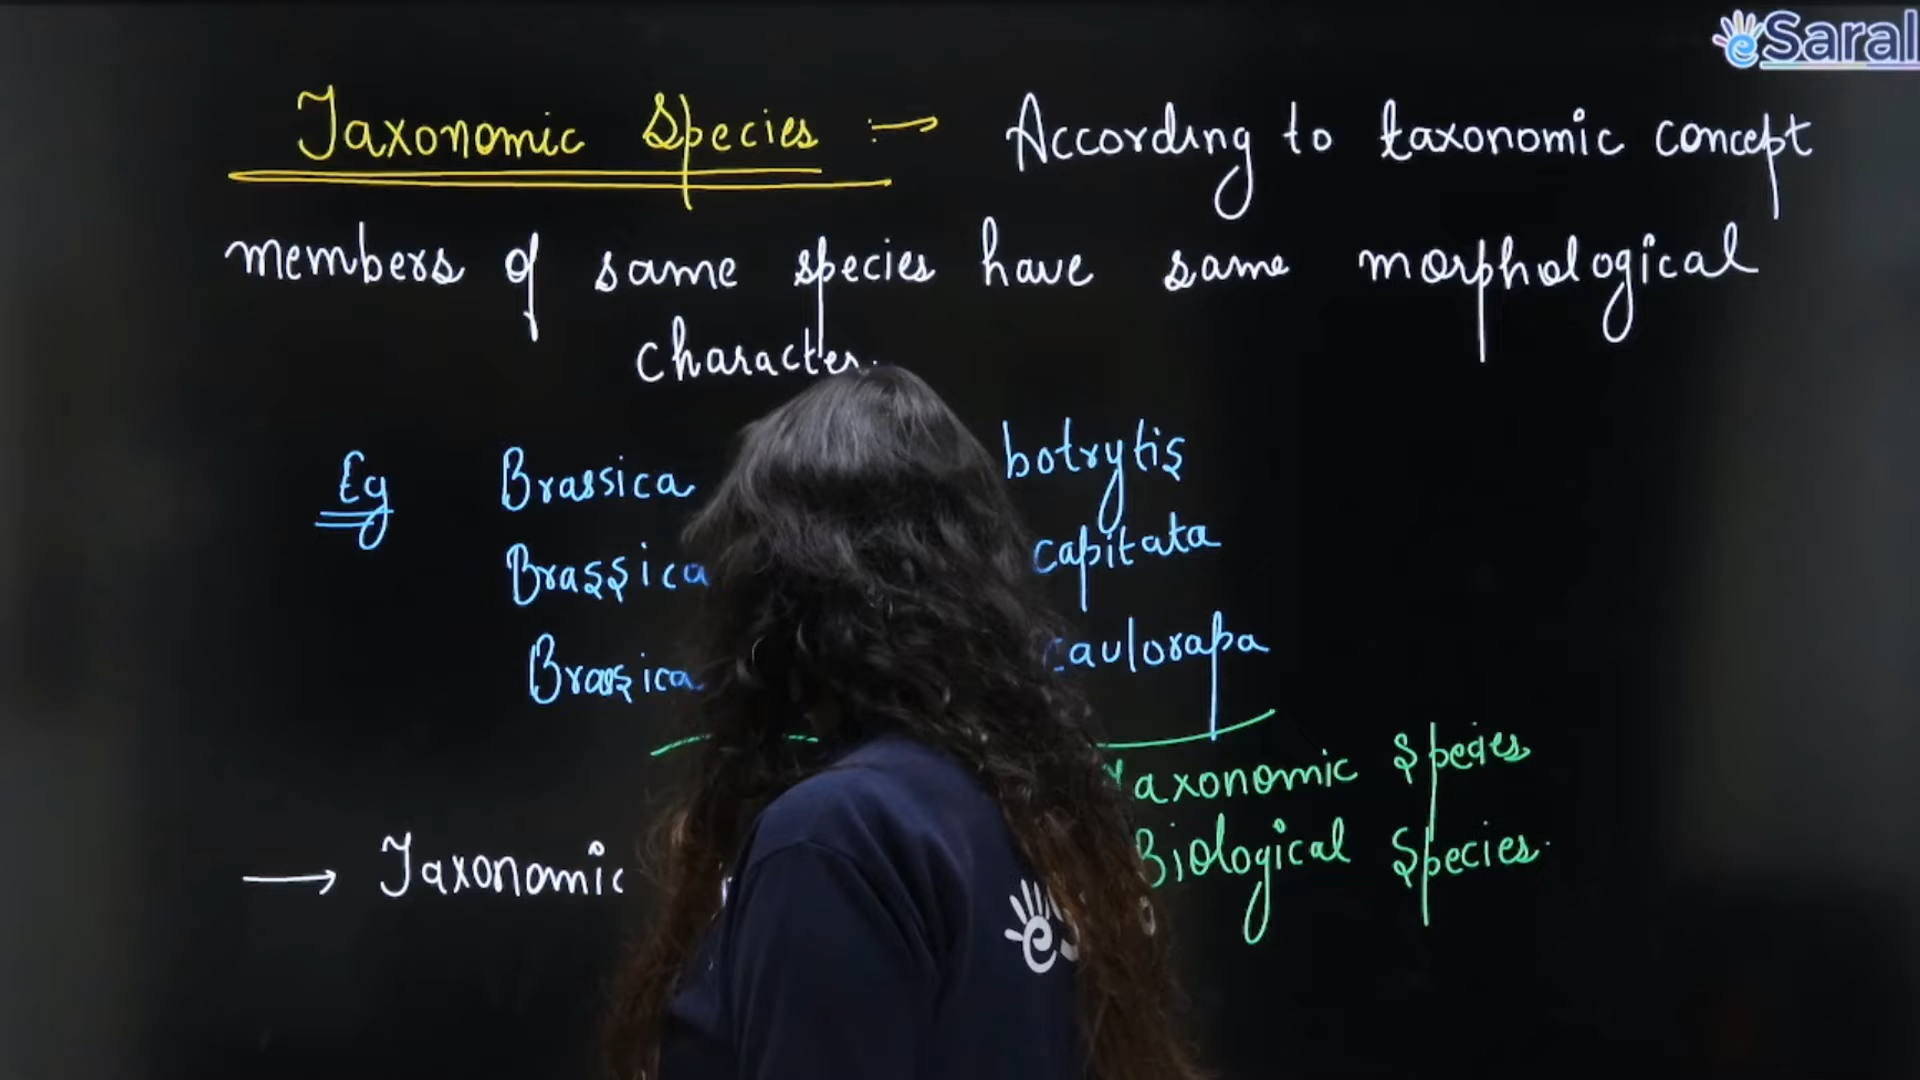 eSaral
Taxonomic Species :→ According to taxonomic concept
members of same species have same morphological
character.
Eg Brassica botrytis
Brassica capitata
Brassica caulorapa
Taxonomic Species
Biological Species.
→ Taxonomic